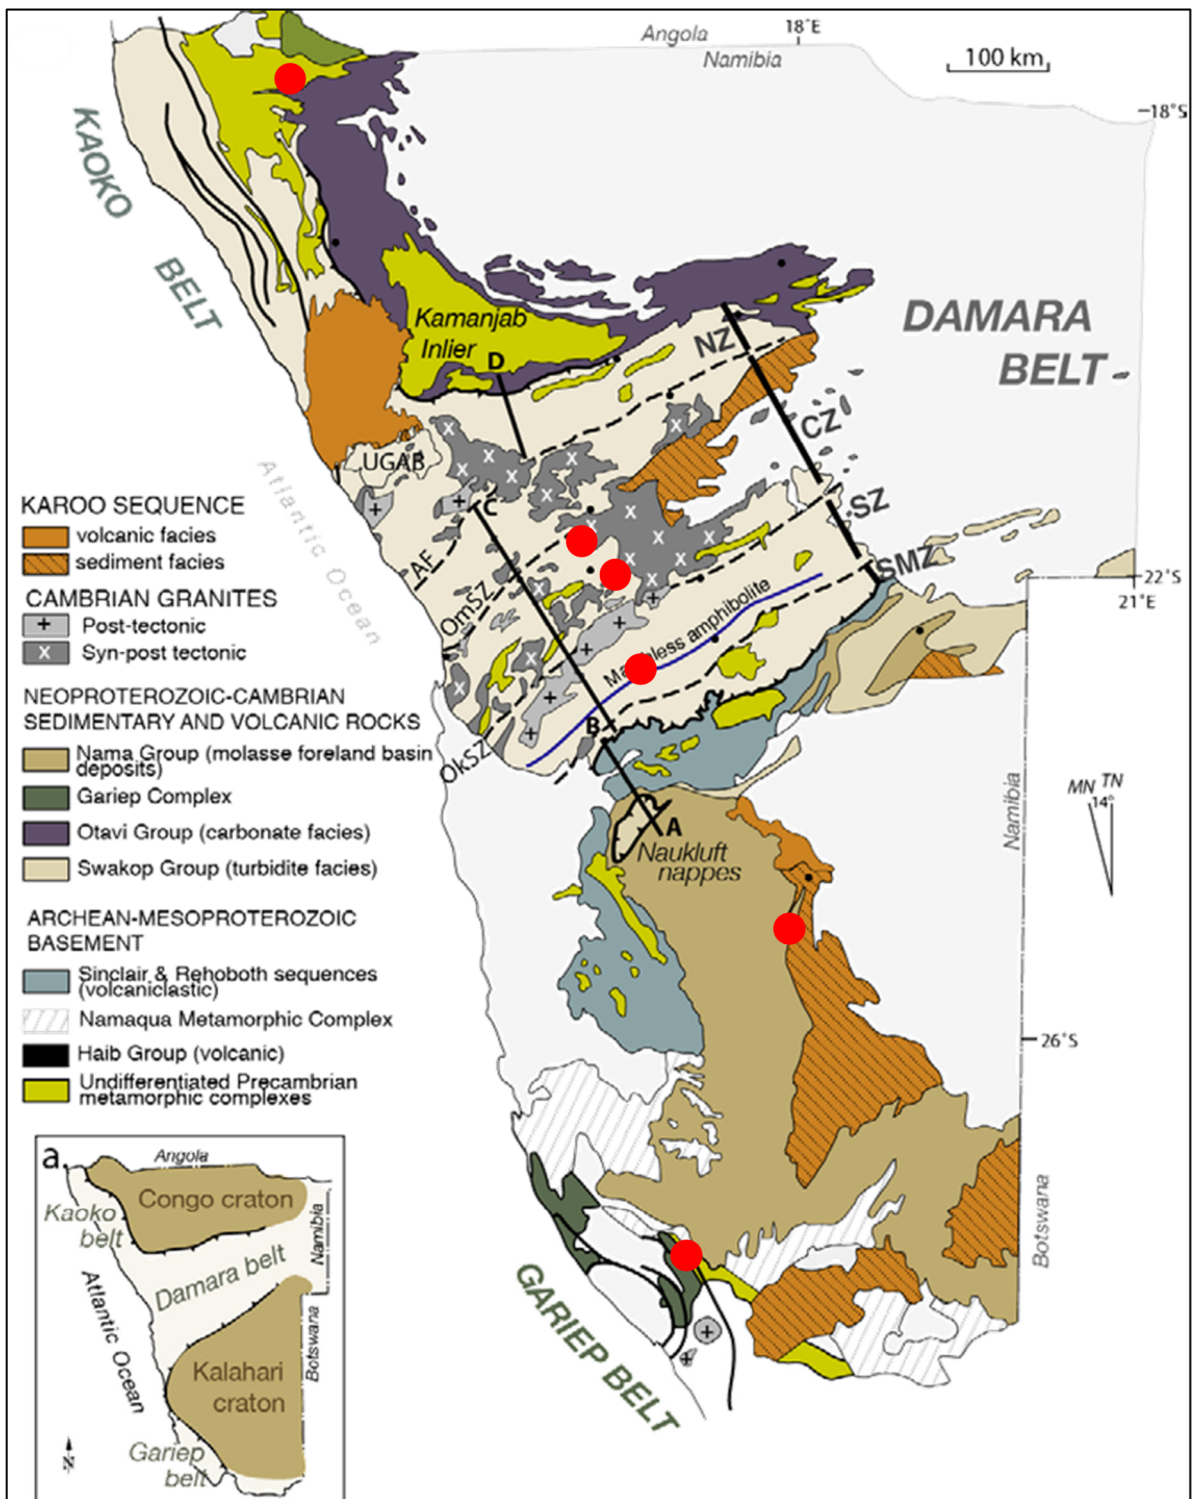 Angola
18°E
Namibia
100 km
18°S
KAOKO
BELT
Kamanjab
Inlier
D
NZ
DAMARA
BELT
CZ
UGAB
C
SZ
SMZ
AF
Atlantic Ocean
OmSZ
22°S
21°E
OkSZ
B
A
Naukluft
nappes
Namibia
MN TN
14°
26°S
Botswana
GARIEP BELT
KAROO SEQUENCE
volcanic facies
sediment facies
CAMBRIAN GRANITES
+ Post-tectonic
X Syn-post tectonic
NEOPROTEROZOIC-CAMBRIAN
SEDIMENTARY AND VOLCANIC ROCKS
Nama Group (molasse foreland basin
deposits)
Gariep Complex
Otavi Group (carbonate facies)
Swakop Group (turbidite facies)
ARCHEAN-MESOPROTEROZOIC
BASEMENT
Sinclair & Rehoboth sequences
(volcaniclastic)
Namaqua Metamorphic Complex
Haib Group (volcanic)
Undifferentiated Precambrian
metamorphic complexes
a.
Angola
Congo craton
Kaoko
belt
Namibia
Damara belt
Atlantic Ocean
Botswana
Kalahari
craton
Gariep
belt
N
amphibolite